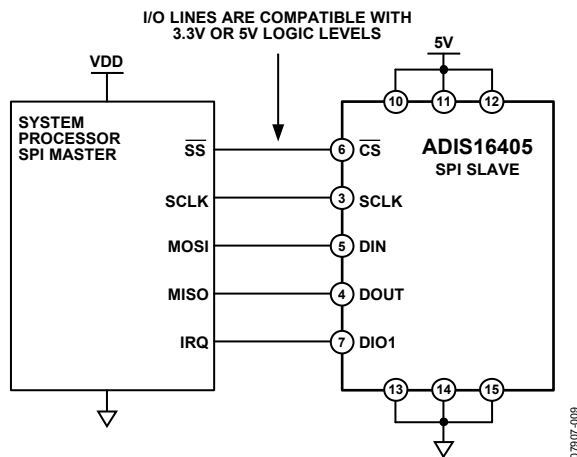 I/O LINES ARE COMPATIBLE WITH
3.3V OR 5V LOGIC LEVELS
VDD
5V
10
11
12
SYSTEM
PROCESSOR
SPI MASTER
ADIS16405
SPI SLAVE
SS
6
CS
SCLK
3
SCLK
MOSI
5
DIN
MISO
4
DOUT
IRQ
7
DIO1
13
14
15
07907-009